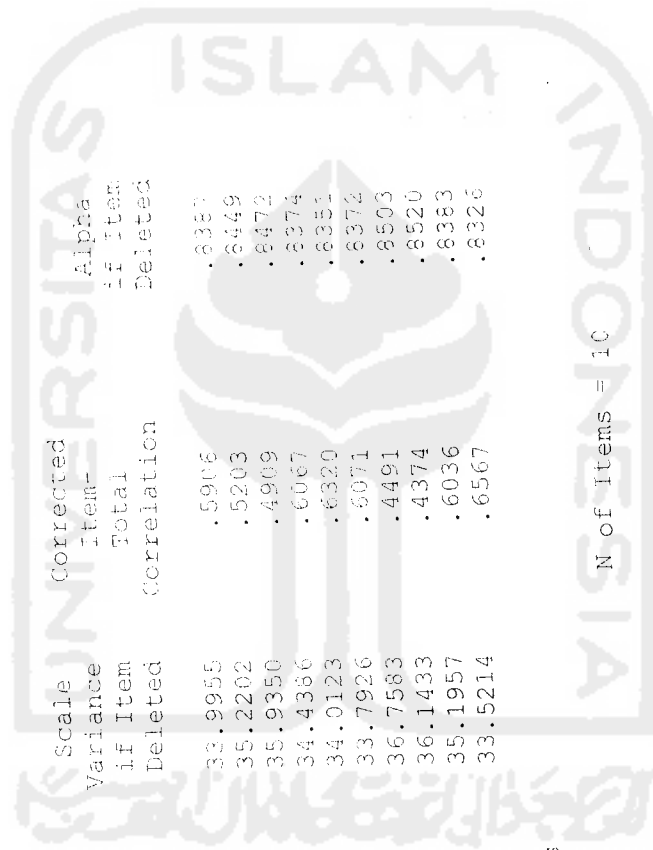 Scale Corrected
Variance Item- Alpha
if Item Total if Item
Deleted Correlation Deleted
33.9955 .5906 .8387
35.2202 .5203 .8449
35.9350 .4909 .8472
34.4366 .6067 .8374
34.0123 .6320 .8351
33.7926 .6071 .8372
36.7583 .4491 .8503
36.1433 .4374 .8520
35.1957 .6036 .8383
33.5214 .6567 .8326
N of Items = 10
UNIVERSITAS
ISLAM
INDONESIA